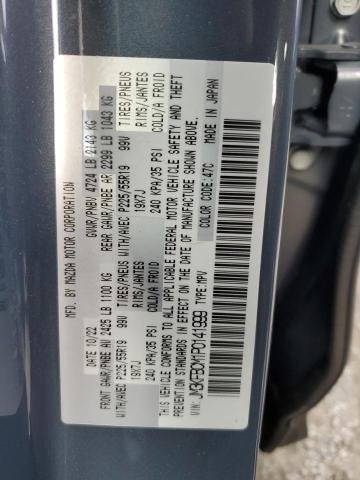 MFD. BY MAZDA MOTOR CORPORATION
10/22 GVWR/PNBV 4724 LB 2143 KG
FRONT GAWR/PNBE AV 2425 LB 1100 KG REAR GAWR/PNBE AR 2299 LB 1043 KG
WITH/AVEC P225/55R19 99V TIRES/PNEUS WITH/AVEC P225/55R19 99V TIRES/PNEUS
19X7J RIMS/JANTES 19X7J RIMS/JANTES
240 KPA/35 PSI COLD/A FROID 240 KPA/35 PSI COLD/A FROID
THIS VEHICLE CONFORMS TO ALL APPLICABLE FEDERAL MOTOR VEHICLE SAFETY AND THEFT
PREVENTION STANDARDS IN EFFECT ON THE DATE OF MANUFACTURE SHOWN ABOVE.
VIN: JM3KFBDM1P0141999 TYPE: MPV COLOR CODE: 47C MADE IN JAPAN